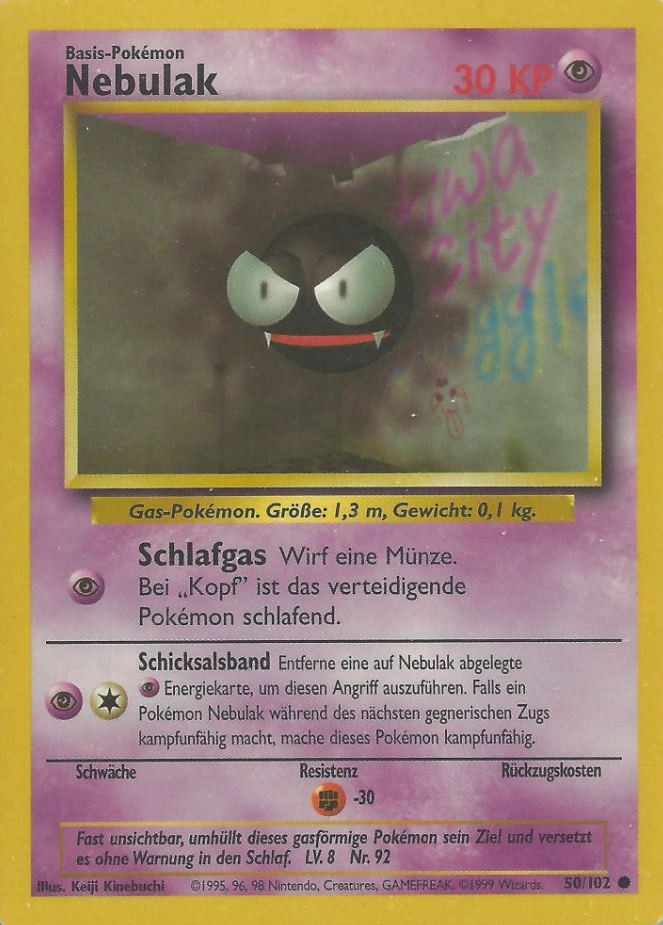 Basis-Pokémon
Nebulak
30 KP
kiwa
city
ggle
Gas-Pokémon. Größe: 1,3 m, Gewicht: 0,1 kg.
Schlafgas Wirf eine Münze.
Bei „Kopf” ist das verteidigende
Pokémon schlafend.
Schicksalsband Entferne eine auf Nebulak abgelegte
Energiekarte, um diesen Angriff auszuführen. Falls ein
Pokémon Nebulak während des nächsten gegnerischen Zugs
kampfunfähig macht, mache dieses Pokémon kampfunfähig.
Schwäche Resistenz Rückzugskosten
-30
Fast unsichtbar, umhüllt dieses gasförmige Pokémon sein Ziel und versetzt
es ohne Warnung in den Schlaf. LV. 8 Nr. 92
Illus. Keiji Kinebuchi ©1995, 96, 98 Nintendo, Creatures, GAMEFREAK. ©1999 Wizards. 50/102